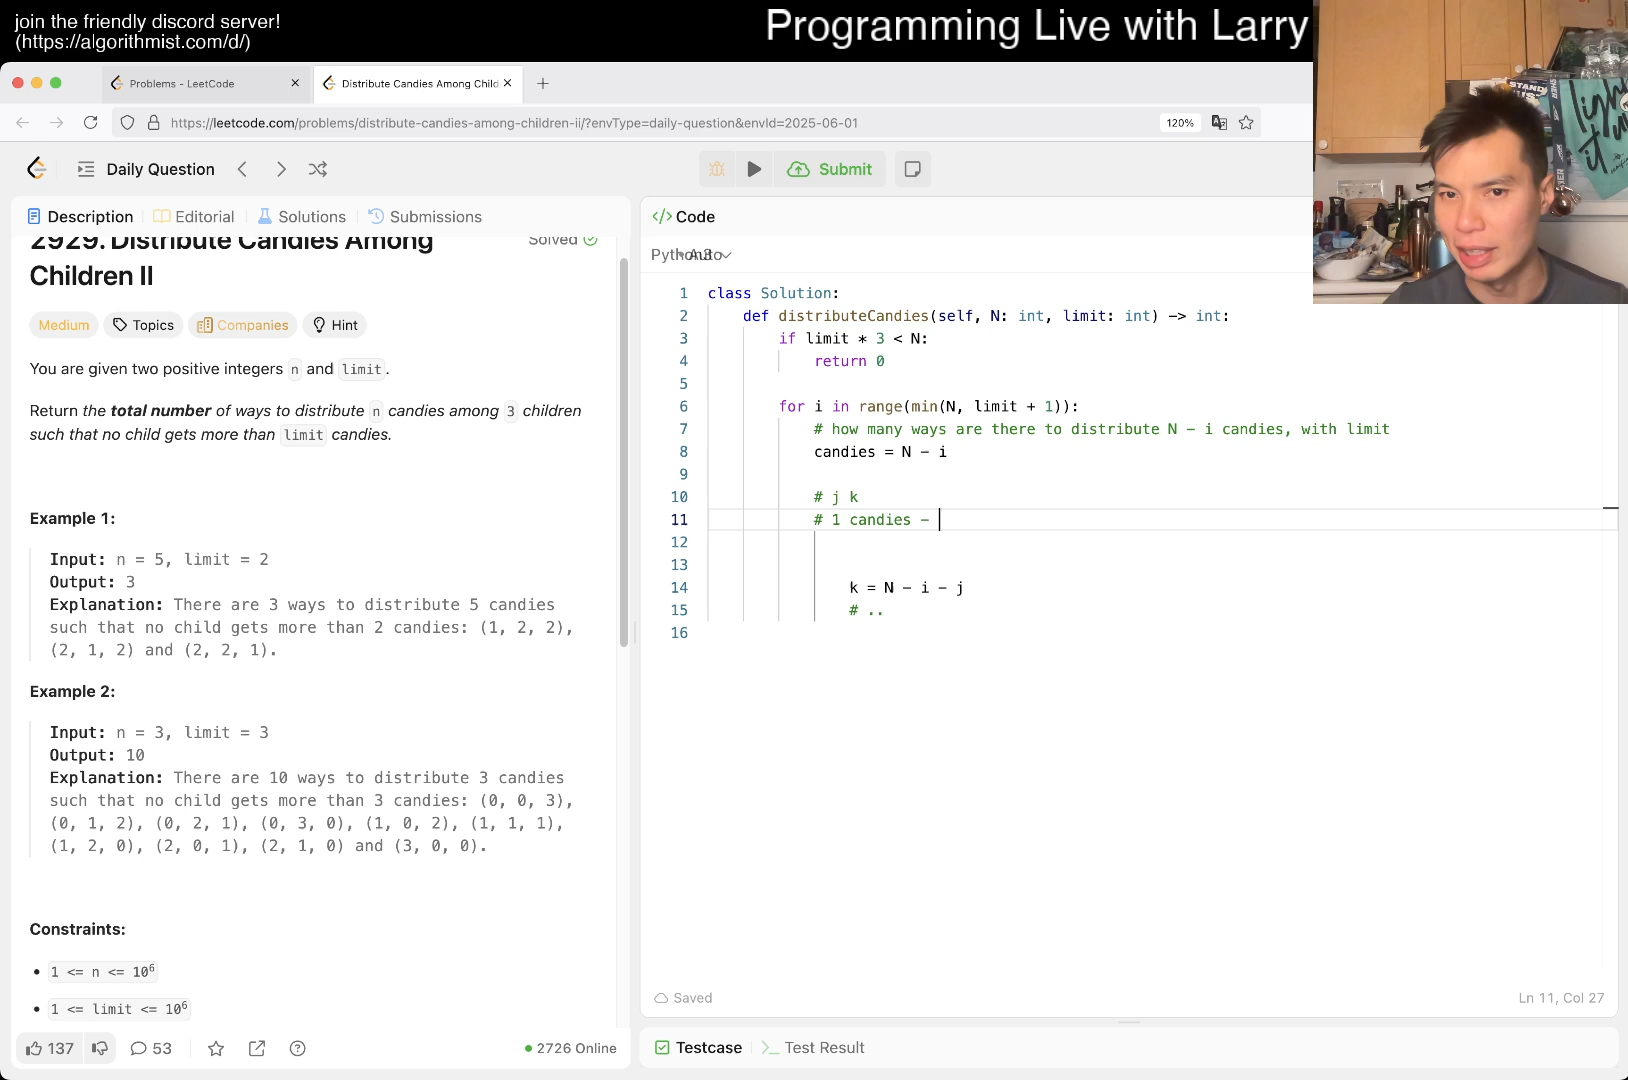 join the friendly discord server!
(https://algorithmist.com/d/)
Programming Live with Larry
Problems - LeetCode
Distribute Candies Among Child
https://leetcode.com/problems/distribute-candies-among-children-ii/?envType=daily-question&envId=2025-06-01
120%
Daily Question
Submit
Description
Editorial
Solutions
Submissions
2929. Distribute Candies Among
Children II
Solved
Medium
Topics
Companies
Hint
You are given two positive integers n and limit.
Return the total number of ways to distribute n candies among 3 children
such that no child gets more than limit candies.
Example 1:
Input: n = 5, limit = 2
Output: 3
Explanation: There are 3 ways to distribute 5 candies
such that no child gets more than 2 candies: (1, 2, 2),
(2, 1, 2) and (2, 2, 1).
Example 2:
Input: n = 3, limit = 3
Output: 10
Explanation: There are 10 ways to distribute 3 candies
such that no child gets more than 3 candies: (0, 0, 3),
(0, 1, 2), (0, 2, 1), (0, 3, 0), (1, 0, 2), (1, 1, 1),
(1, 2, 0), (2, 0, 1), (2, 1, 0) and (3, 0, 0).
Constraints:
• 1 <= n <= 10⁶
• 1 <= limit <= 10⁶
137
53
2726 Online
</> Code
Python3
Auto
1 class Solution:
2 def distributeCandies(self, N: int, limit: int) -> int:
3 if limit * 3 < N:
4 return 0
5
6 for i in range(min(N, limit + 1)):
7 # how many ways are there to distribute N - i candies, with limit
8 candies = N - i
9
10 # j k
11 # 1 candies -
12
13
14 k = N - i - j
15 # ..
16
Saved
Ln 11, Col 27
Testcase
Test Result